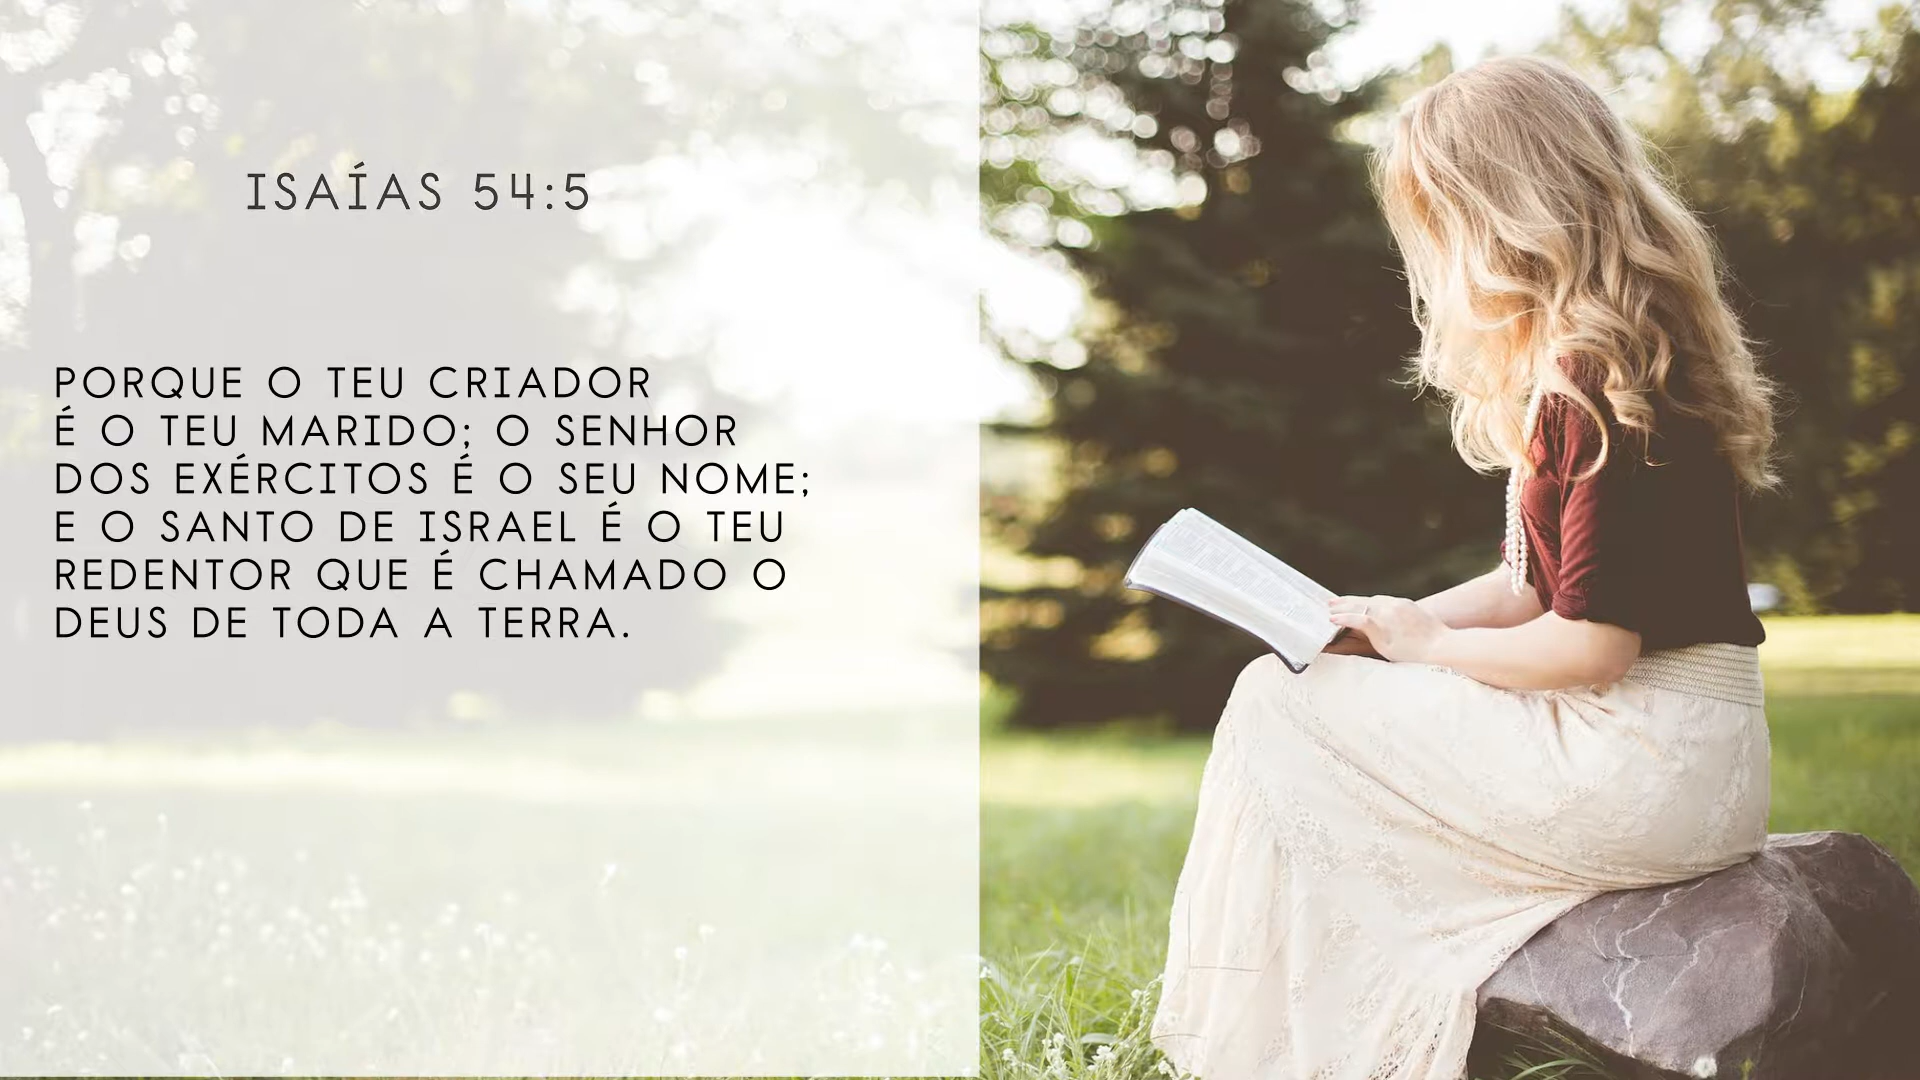 ISAÍAS 54:5
PORQUE O TEU CRIADOR
É O TEU MARIDO; O SENHOR
DOS EXÉRCITOS É O SEU NOME;
E O SANTO DE ISRAEL É O TEU
REDENTOR QUE É CHAMADO O
DEUS DE TODA A TERRA.